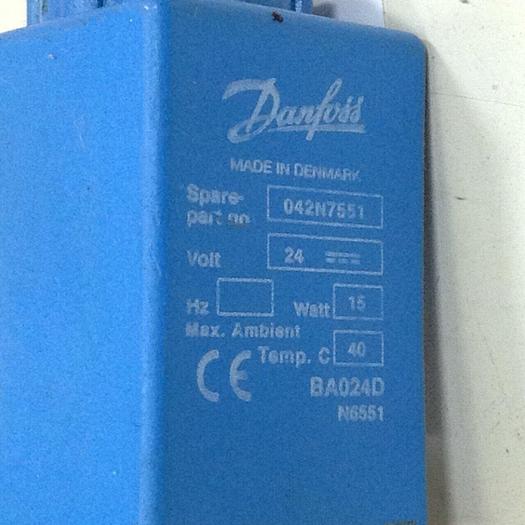 Danfoss
MADE IN DENMARK
Spare-
part no. 042N7551
Volt 24
Hz Watt 15
Max. Ambient
Temp. C 40
CE BA024D
N6551